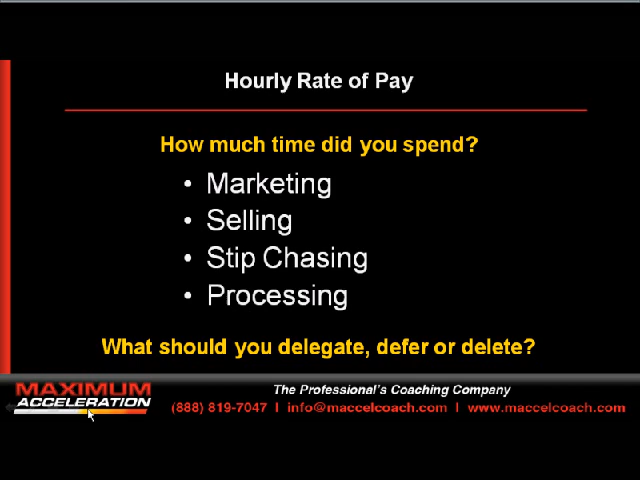 Hourly Rate of Pay
How much time did you spend?
• Marketing
• Selling
• Stip Chasing
• Processing
What should you delegate, defer or delete?
MAXIMUM
ACCELERATION
The Professional's Coaching Company
(888) 819-7047 | info@maccelcoach.com | www.maccelcoach.com